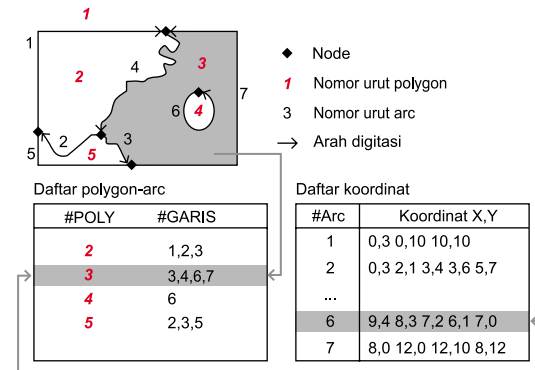 1
1
2
3
4
5
2
3
5
6
4
7
Node
1 Nomor urut polygon
3 Nomor urut arc
Arah digitasi
Daftar polygon-arc
#POLY #GARIS
2 1,2,3
3 3,4,6,7
4 6
5 2,3,5
Daftar koordinat
#Arc Koordinat X,Y
1 0,3 0,10 10,10
2 0,3 2,1 3,4 3,6 5,7
...
6 9,4 8,3 7,2 6,1 7,0
7 8,0 12,0 12,10 8,12